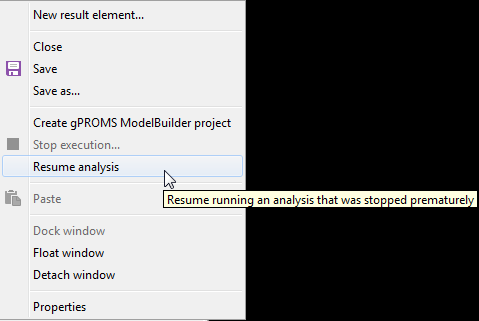 New result element...
Close
Save
Save as...
Create gPROMS ModelBuilder project
Stop execution...
Resume analysis
Paste
Resume running an analysis that was stopped prematurely
Dock window
Float window
Detach window
Properties